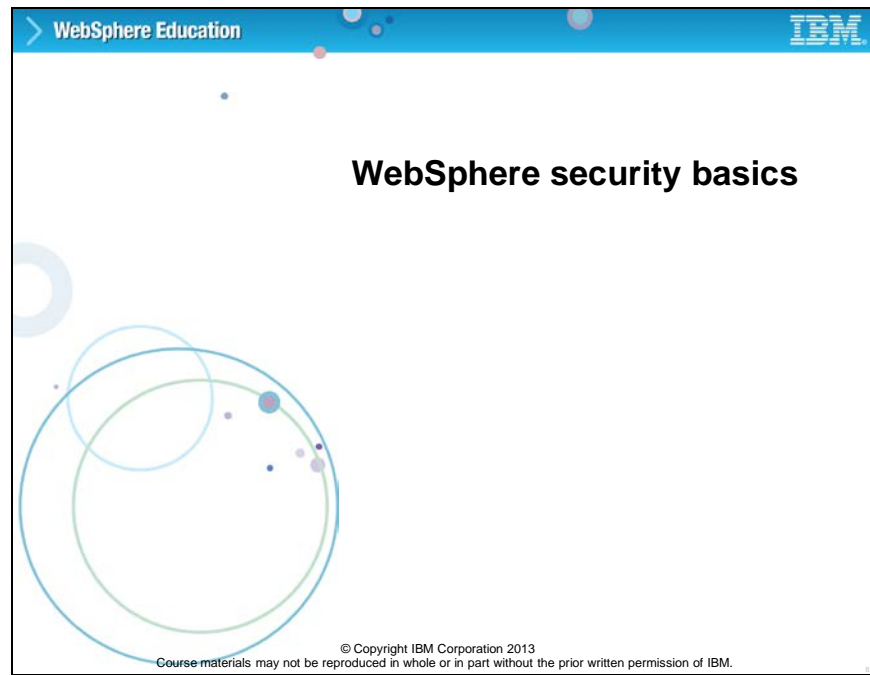 WebSphere Education
IBM
WebSphere security basics
© Copyright IBM Corporation 2013
Course materials may not be reproduced in whole or in part without the prior written permission of IBM.